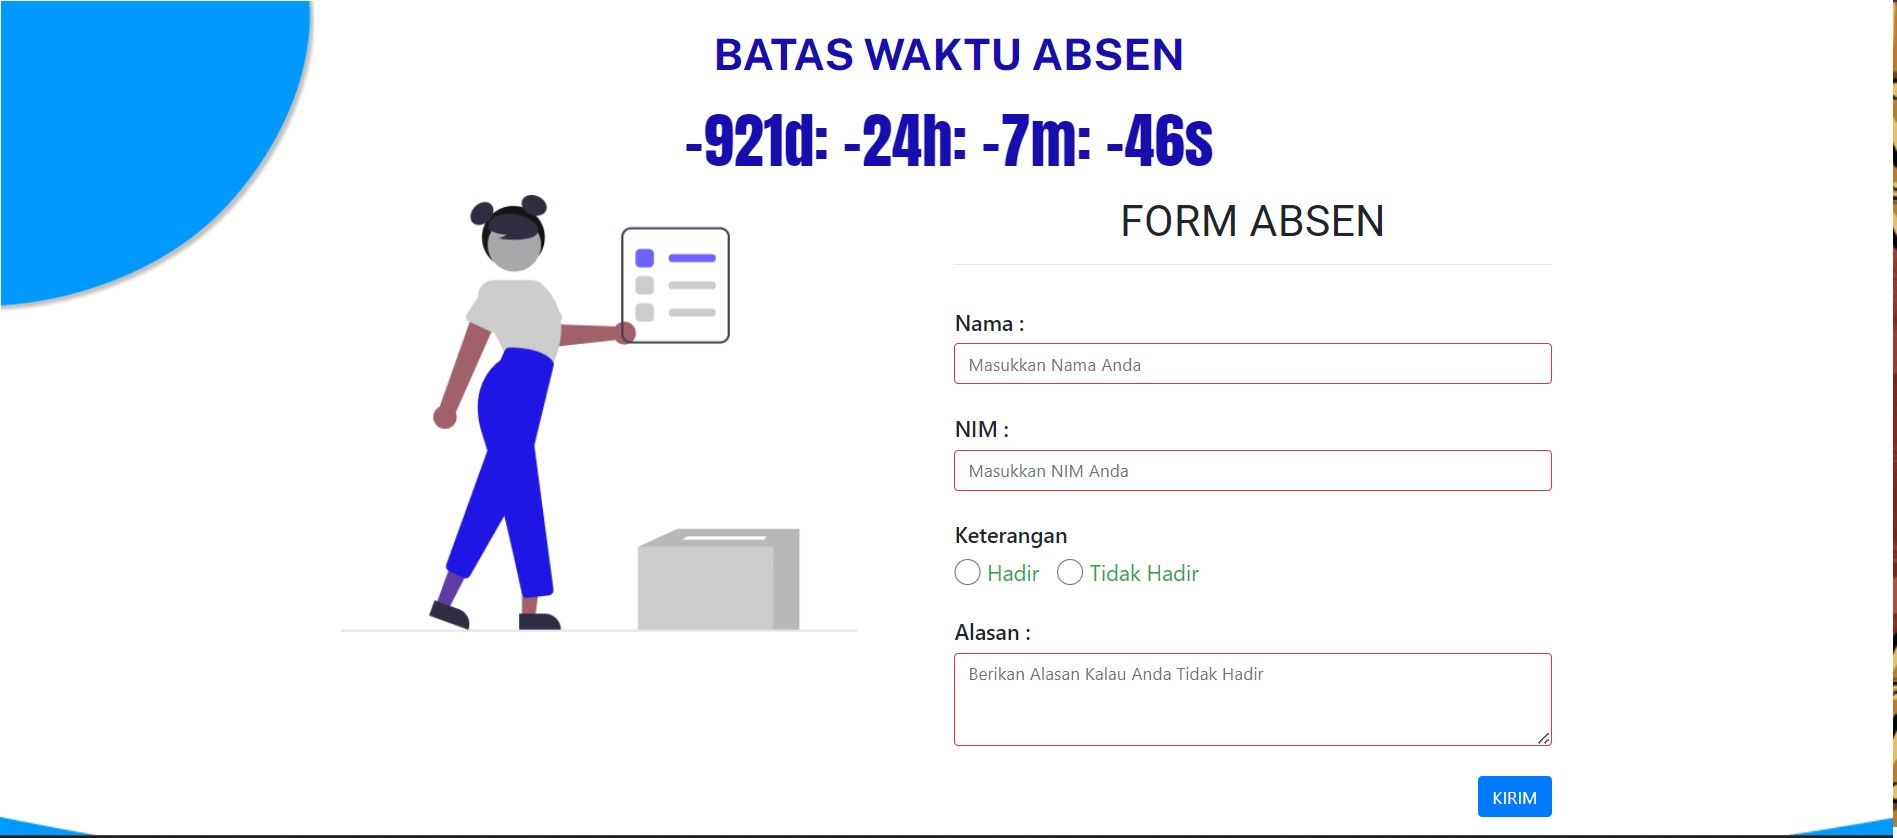 BATAS WAKTU ABSEN
-921d: -24h: -7m: -46s
FORM ABSEN
Nama :
Masukkan Nama Anda
NIM :
Masukkan NIM Anda
Keterangan
Hadir Tidak Hadir
Alasan :
Berikan Alasan Kalau Anda Tidak Hadir
KIRIM